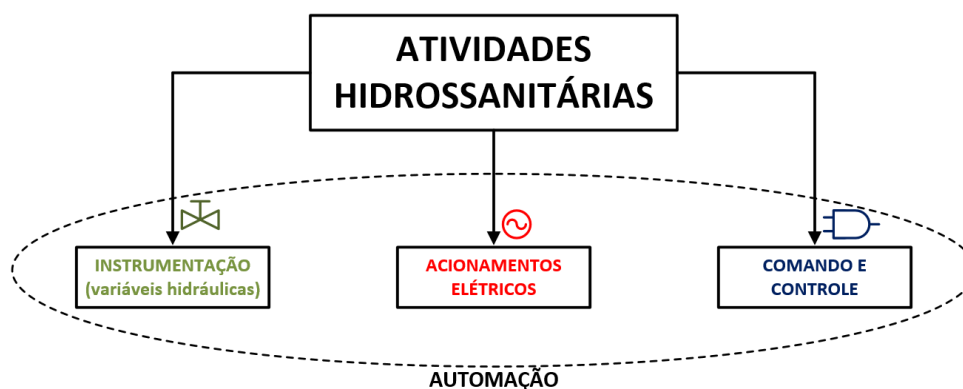 ATIVIDADES
HIDROSSANITÁRIAS
INSTRUMENTAÇÃO
(variáveis hidráulicas)
ACIONAMENTOS
ELÉTRICOS
COMANDO E
CONTROLE
AUTOMAÇÃO